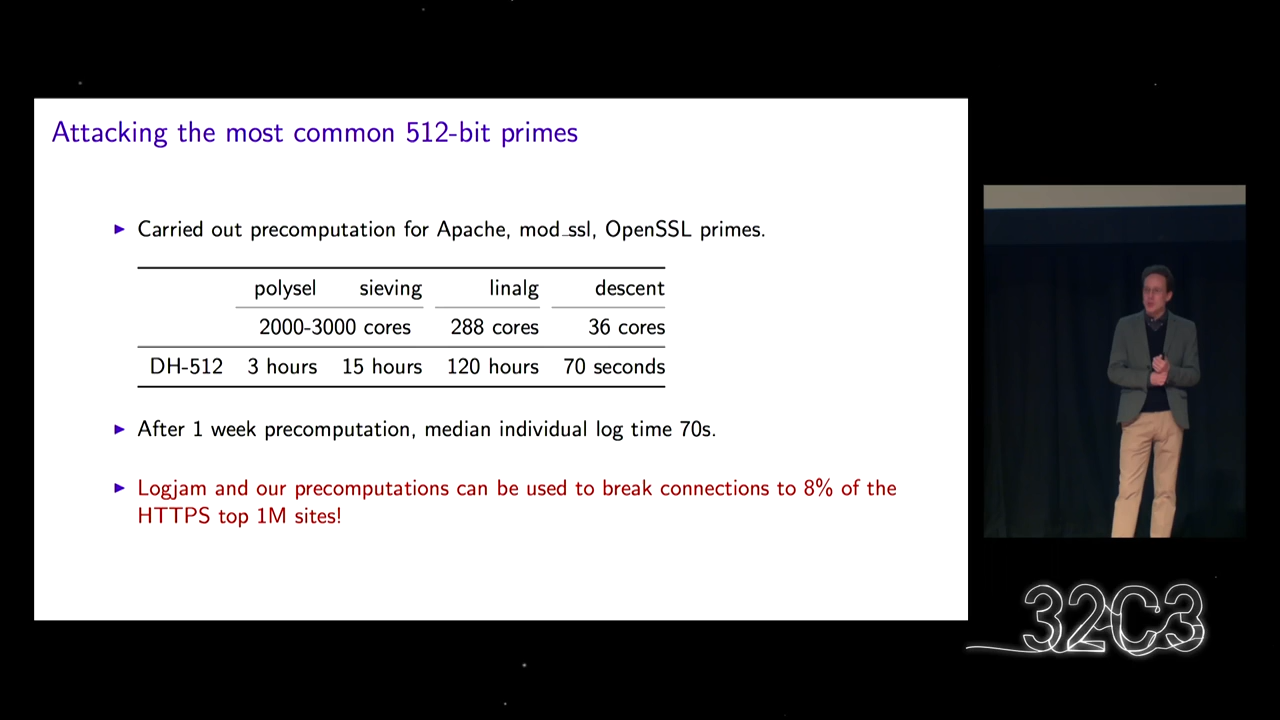 Attacking the most common 512-bit primes
▶ Carried out precomputation for Apache, mod_ssl, OpenSSL primes.
polysel sieving linalg descent
2000-3000 cores 288 cores 36 cores
DH-512 3 hours 15 hours 120 hours 70 seconds
▶ After 1 week precomputation, median individual log time 70s.
▶ Logjam and our precomputations can be used to break connections to 8% of the
HTTPS top 1M sites!
32C3